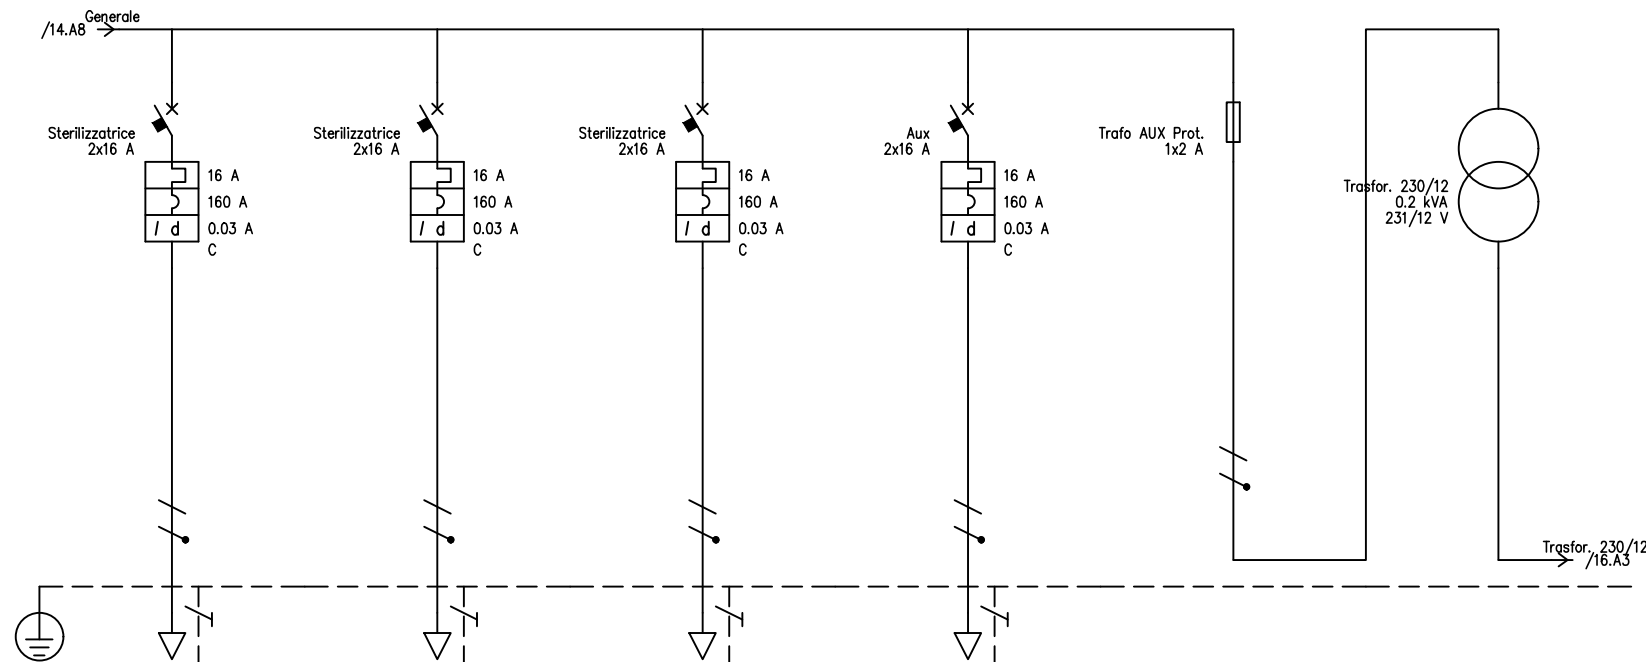 Generale
/14.A8
Sterilizzatrice
2x16 A
16 A
160 A
I d
0.03 A
C
Sterilizzatrice
2x16 A
16 A
160 A
I d
0.03 A
C
Sterilizzatrice
2x16 A
16 A
160 A
I d
0.03 A
C
Aux
2x16 A
16 A
160 A
I d
0.03 A
C
Trafo AUX Prot.
1x2 A
Trasfor. 230/12
0.2 kVA
231/12 V
Trasfor. 230/12
/16.A3